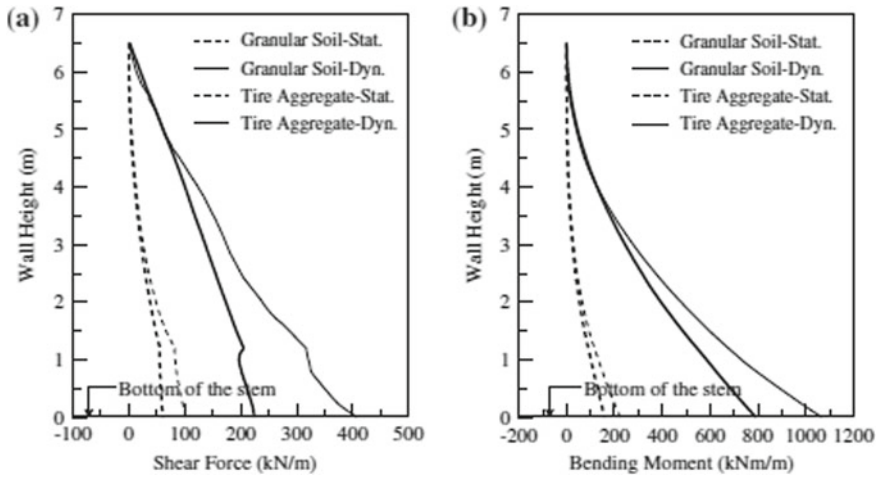 (a)
7
6
5
4
3
2
1
0
Wall Height (m)
Granular Soil-Stat.
Granular Soil-Dyn.
Tire Aggregate-Stat.
Tire Aggregate-Dyn.
Bottom of the stem
-100 0 100 200 300 400 500
Shear Force (kN/m)
(b)
7
6
5
4
3
2
1
0
Wall Height (m)
Granular Soil-Stat.
Granular Soil-Dyn.
Tire Aggregate-Stat.
Tire Aggregate-Dyn.
Bottom of the stem
-200 0 200 400 600 800 1000 1200
Bending Moment (kNm/m)